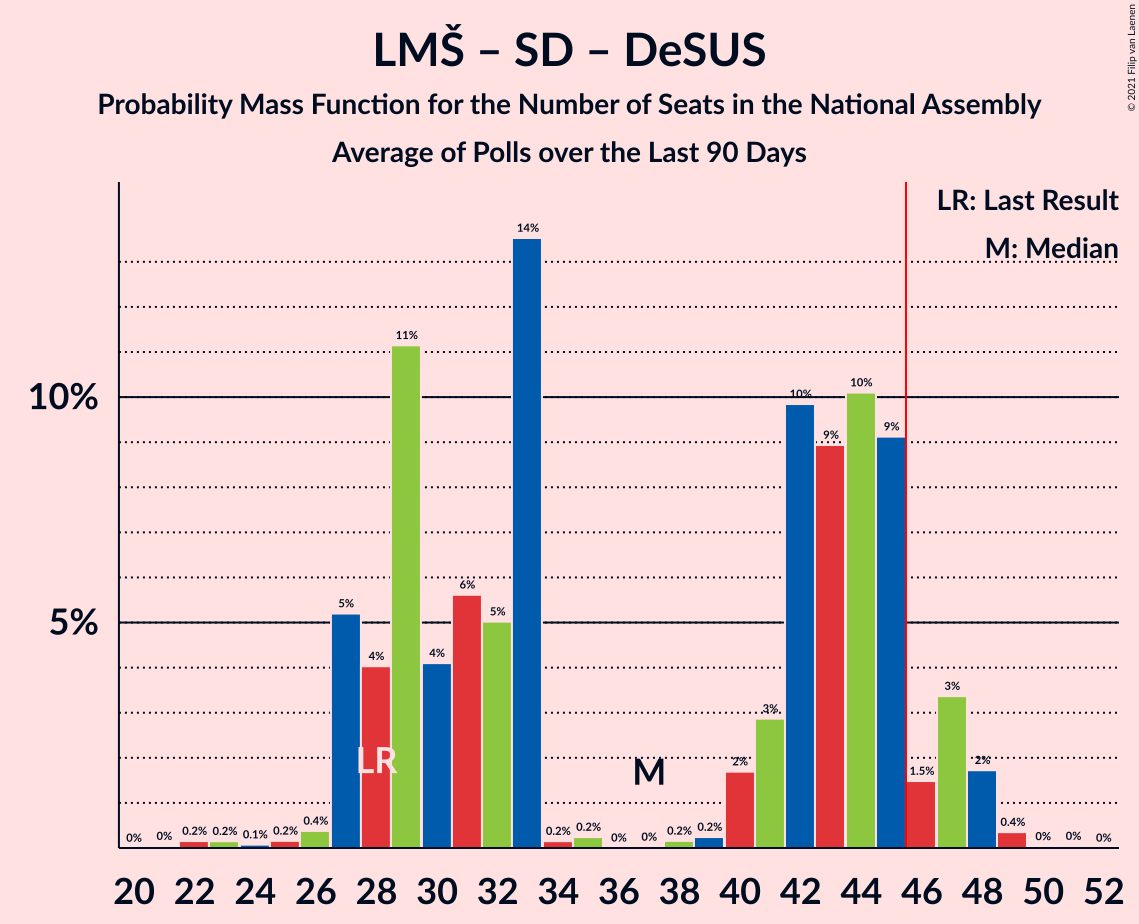 LMŠ – SD – DeSUS
Probability Mass Function for the Number of Seats in the National Assembly
Average of Polls over the Last 90 Days
© 2021 Filip van Laenen
LR: Last Result
M: Median
10%
5%
0% 0% 0.2% 0.2% 0.1% 0.2% 0.4% 5% 4% 11% 4% 6% 5% 14% 0.2% 0.2% 0% 0% 0.2% 0.2% 2% 3% 10% 9% 10% 9% 1.5% 3% 2% 0.4% 0% 0% 0%
LR
M
20 22 24 26 28 30 32 34 36 38 40 42 44 46 48 50 52